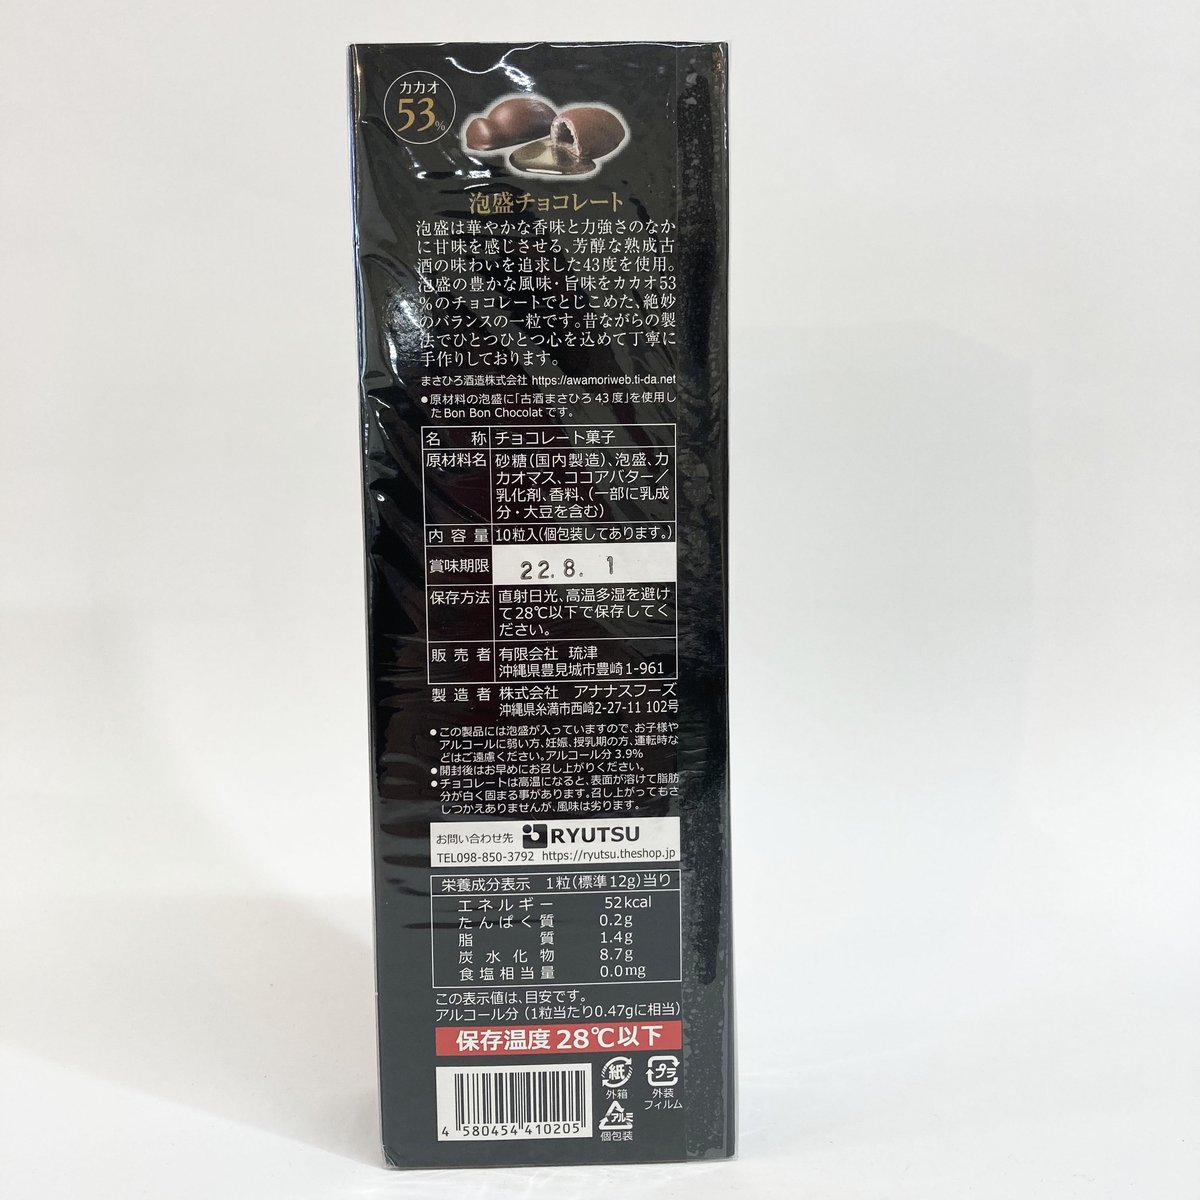 カカオ
53%
泡盛チョコレート
泡盛は華やかな香味と力強さのなか
に甘味を感じさせる、芳醇な熟成古
酒の味わいを追求した43度を使用。
泡盛の豊かな風味・旨味をカカオ53
%のチョコレートでとじこめた、絶妙
のバランスの一粒です。昔ながらの製
法でひとつひとつ心を込めて丁寧に
手作りしております。
まさひろ酒造株式会社 https://awamoriweb.ti-da.net
●原材料の泡盛に「古酒まさひろ43度」を使用し
たBon Bon Chocolatです。
名称 チョコレート菓子
原材料名 砂糖(国内製造)、泡盛、カ
カオマス、ココアバター/
乳化剤、香料、(一部に乳成
分・大豆を含む)
内容量 10粒入(個包装してあります。)
賞味期限 22.8.1
保存方法 直射日光、高温多湿を避け
て28℃以下で保存してく
ださい。
販売者 有限会社 琉津
沖縄県豊見城市豊崎1-961
製造者 株式会社 アナナスフーズ
沖縄県糸満市西崎2-27-11 102号
●この製品には泡盛が入っていますので、お子様や
アルコールに弱い方、妊娠、授乳期の方、運転時な
どはご遠慮ください。アルコール分3.9%
●開封後はお早めにお召し上がりください。
●チョコレートは高温になると、表面が溶けて脂肪
分が白く固まる事があります。召し上がってもさ
しつかえありませんが、風味は劣ります。
お問い合わせ先 RYUTSU
TEL098-850-3792 https://ryutsu.theshop.jp
栄養成分表示 1粒(標準12g)当り
エネルギー 52kcal
たんぱく質 0.2g
脂質 1.4g
炭水化物 8.7g
食塩相当量 0.0mg
この表示値は、目安です。
アルコール分(1粒当たり0.47gに相当)
保存温度28℃以下
紙
外箱
プラ
外装
フィルム
アルミ
個包装
4 580454 410205